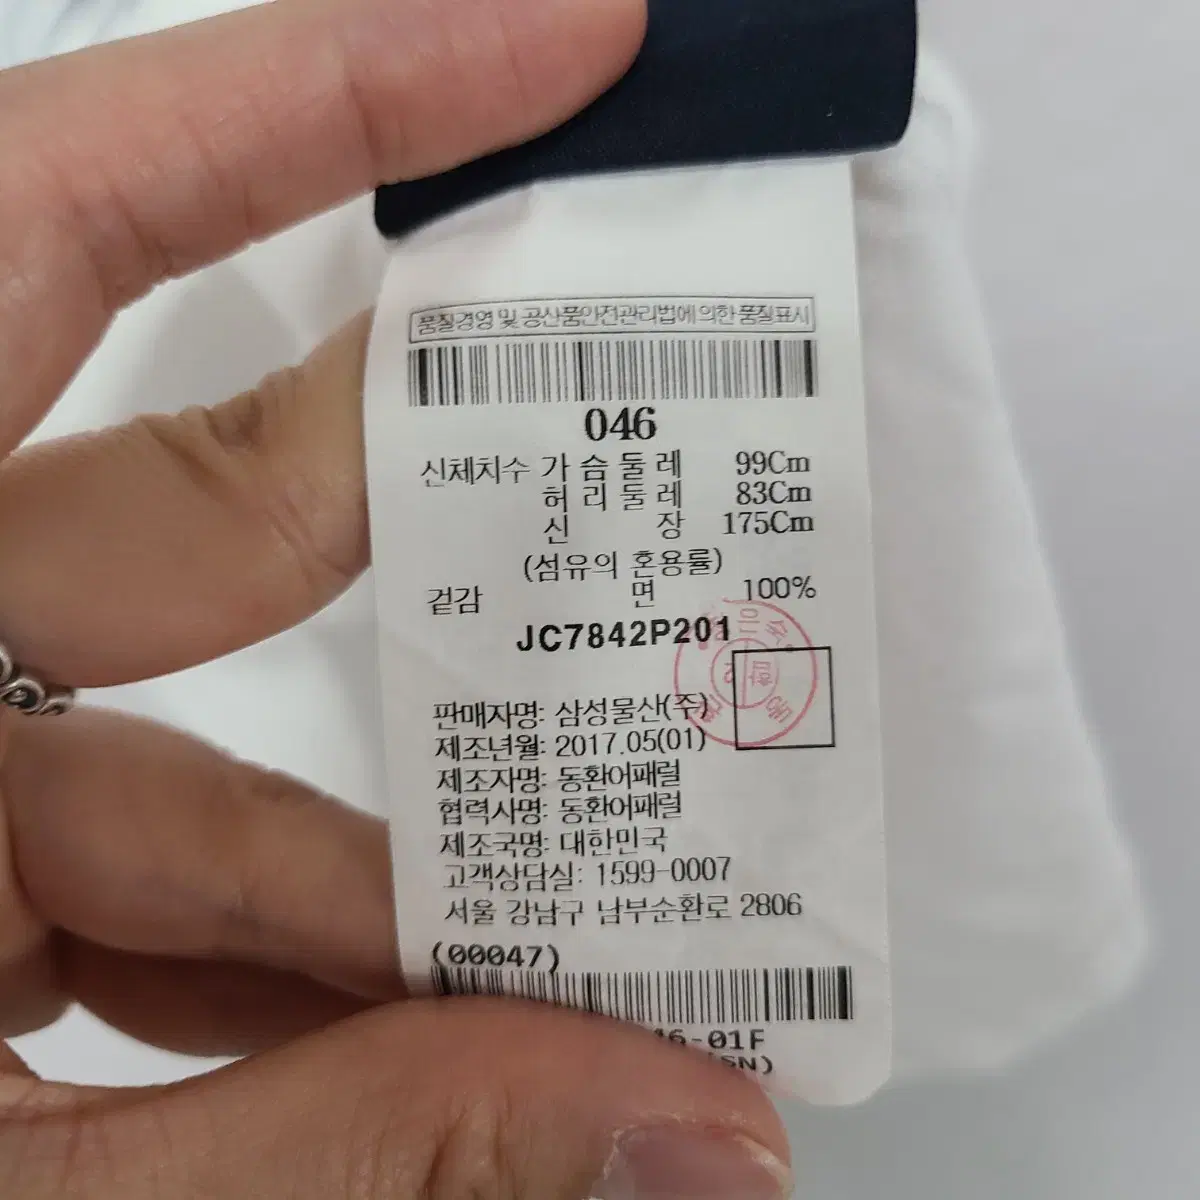 품질경영 및 공산품안전관리법에 의한 품질표시
046
신체치수 가슴둘레 99Cm
허리둘레 83Cm
신장 175Cm
(섬유의 혼용률)
겉감 면 100%
JC7842P201
판매자명: 삼성물산(주)
제조년월: 2017.05(01)
제조자명: 동환어패럴
협력사명: 동환어패럴
제조국명: 대한민국
고객상담실: 1599-0007
서울 강남구 남부순환로 2806
(00047)
46-01F
(SN)